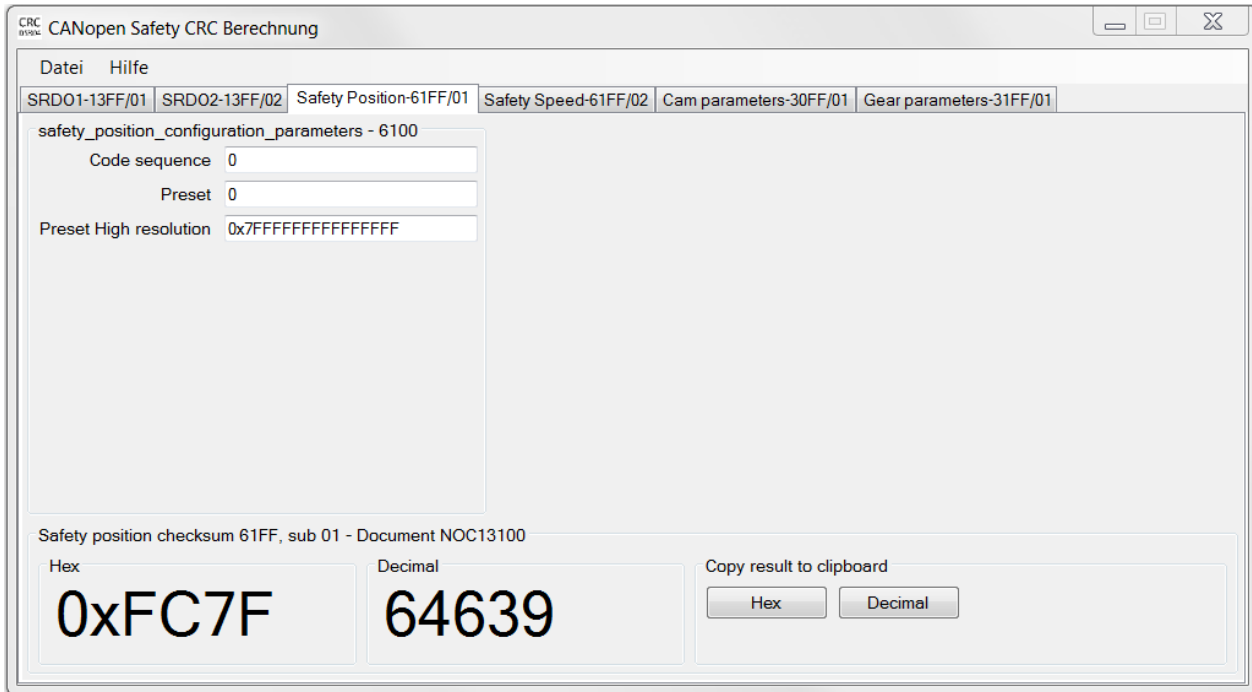 CRC CANopen Safety CRC Berechnung
Datei Hilfe
SRDO1-13FF/01 SRDO2-13FF/02 Safety Position-61FF/01 Safety Speed-61FF/02 Cam parameters-30FF/01 Gear parameters-31FF/01
safety_position_configuration_parameters - 6100
Code sequence 0
Preset 0
Preset High resolution 0x7FFFFFFFFFFFFFFF
Safety position checksum 61FF, sub 01 - Document NOC13100
Hex Decimal Copy result to clipboard
0xFC7F 64639 Hex Decimal